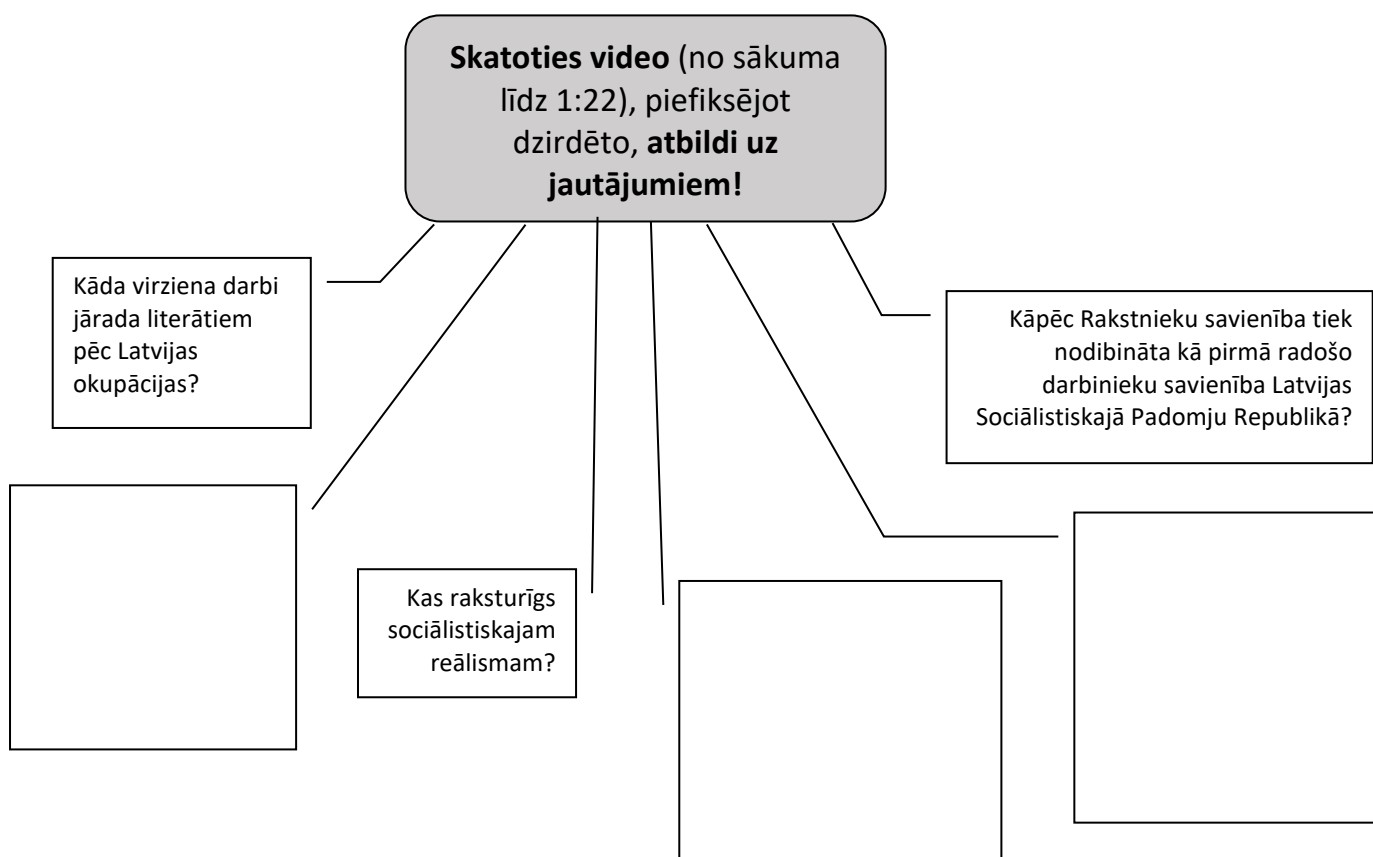 Skatoties video (no sākuma
līdz 1:22), piefiksējot
dzirdēto, atbildi uz
jautājumiem!
Kāda virziena darbi
jārada literātiem
pēc Latvijas
okupācijas?
Kāpēc Rakstnieku savienība tiek
nodibināta kā pirmā radošo
darbinieku savienība Latvijas
Sociālistiskajā Padomju Republikā?
Kas raksturīgs
sociālistiskajam
reālismam?